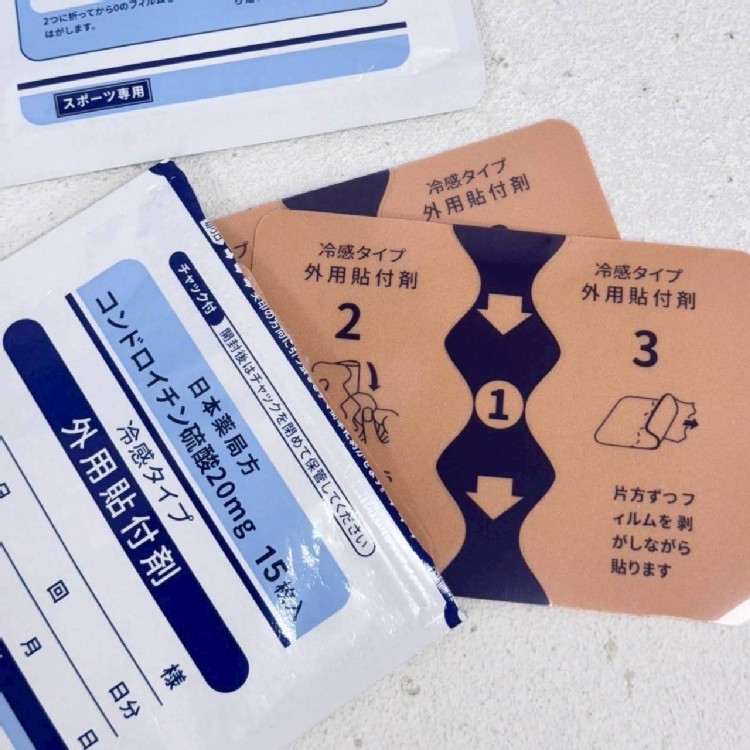 2つに折ってから0のフィルムを
はがします。
スポーツ専用
チャック付
開封後はチャックを閉めて保管してください
日本薬局方
コンドロイチン硫酸20mg 15枚入
冷感タイプ
外用貼付剤
様
回
日分
月
日
冷感タイプ
外用貼付剤
冷感タイプ
外用貼付剤
2
1
冷感タイプ
外用貼付剤
3
片方ずつフ
ィルムを剥
がしながら
貼ります